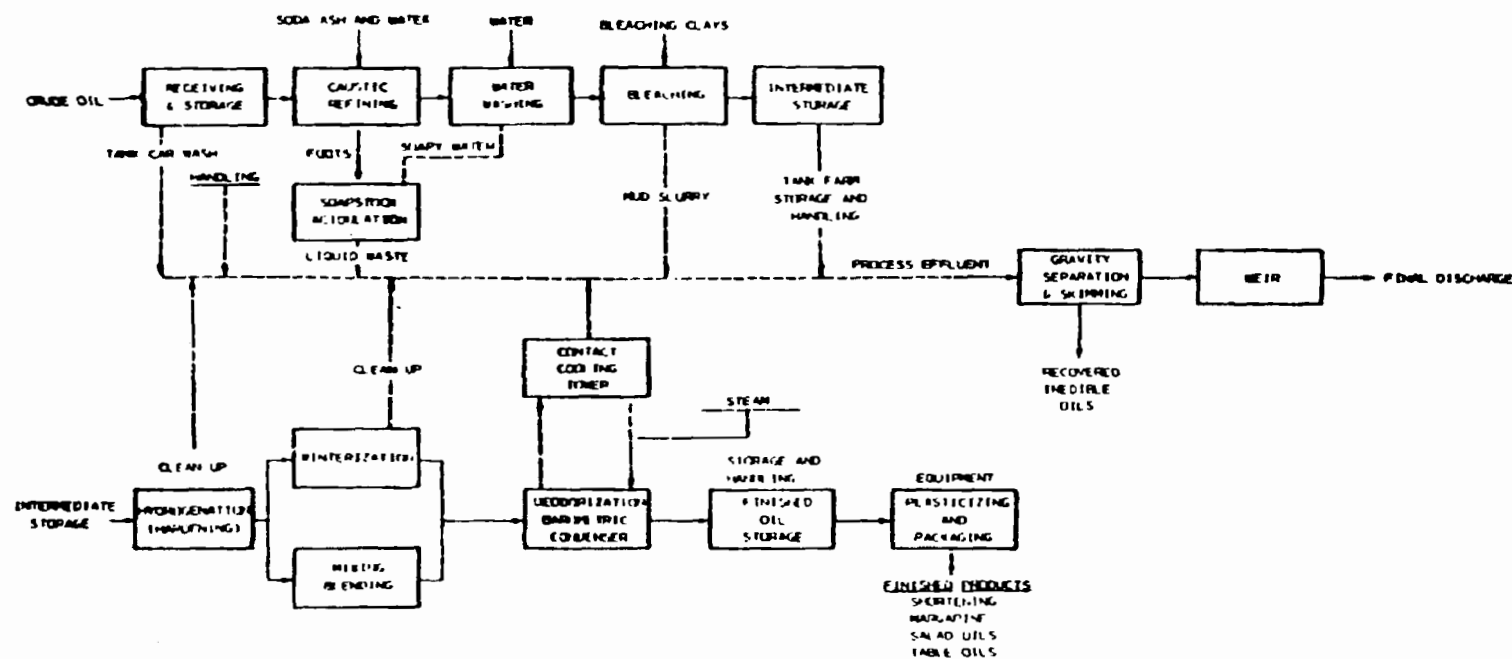 SODA ASH AND WATER
WATER
BLEACHING CLAYS
CRUDE OIL
RECEIVING
& STORAGE
CAUSTIC
REFINING
WATER
WASHING
BLEACHING
INTERMEDIATE
STORAGE
TANK CAR WASH
FOOTS
SOAPY WATER
HANDLING
SOAPSTOCK
ACIDULATION
MUD SLURRY
TANK FARM
STORAGE AND
HANDLING
LIQUID WASTE
PROCESS EFFLUENT
GRAVITY
SEPARATION
& SKIMMING
WEIR
FINAL DISCHARGE
CONTACT
COOLING
TOWER
CLEAN UP
RECOVERED
INEDIBLE
OILS
STEAM
CLEAN UP
WINTERIZATION
STORAGE AND
HANDLING
EQUIPMENT
INTERMEDIATE
STORAGE
HYDROGENATION
(HARDENING)
DEODORIZATION
BAROMETRIC
CONDENSER
FINISHED
OIL
STORAGE
PLASTICIZING
AND
PACKAGING
MIXING
BLENDING
FINISHED PRODUCTS
SHORTENING
MARGARINE
SALAD OILS
TABLE OILS